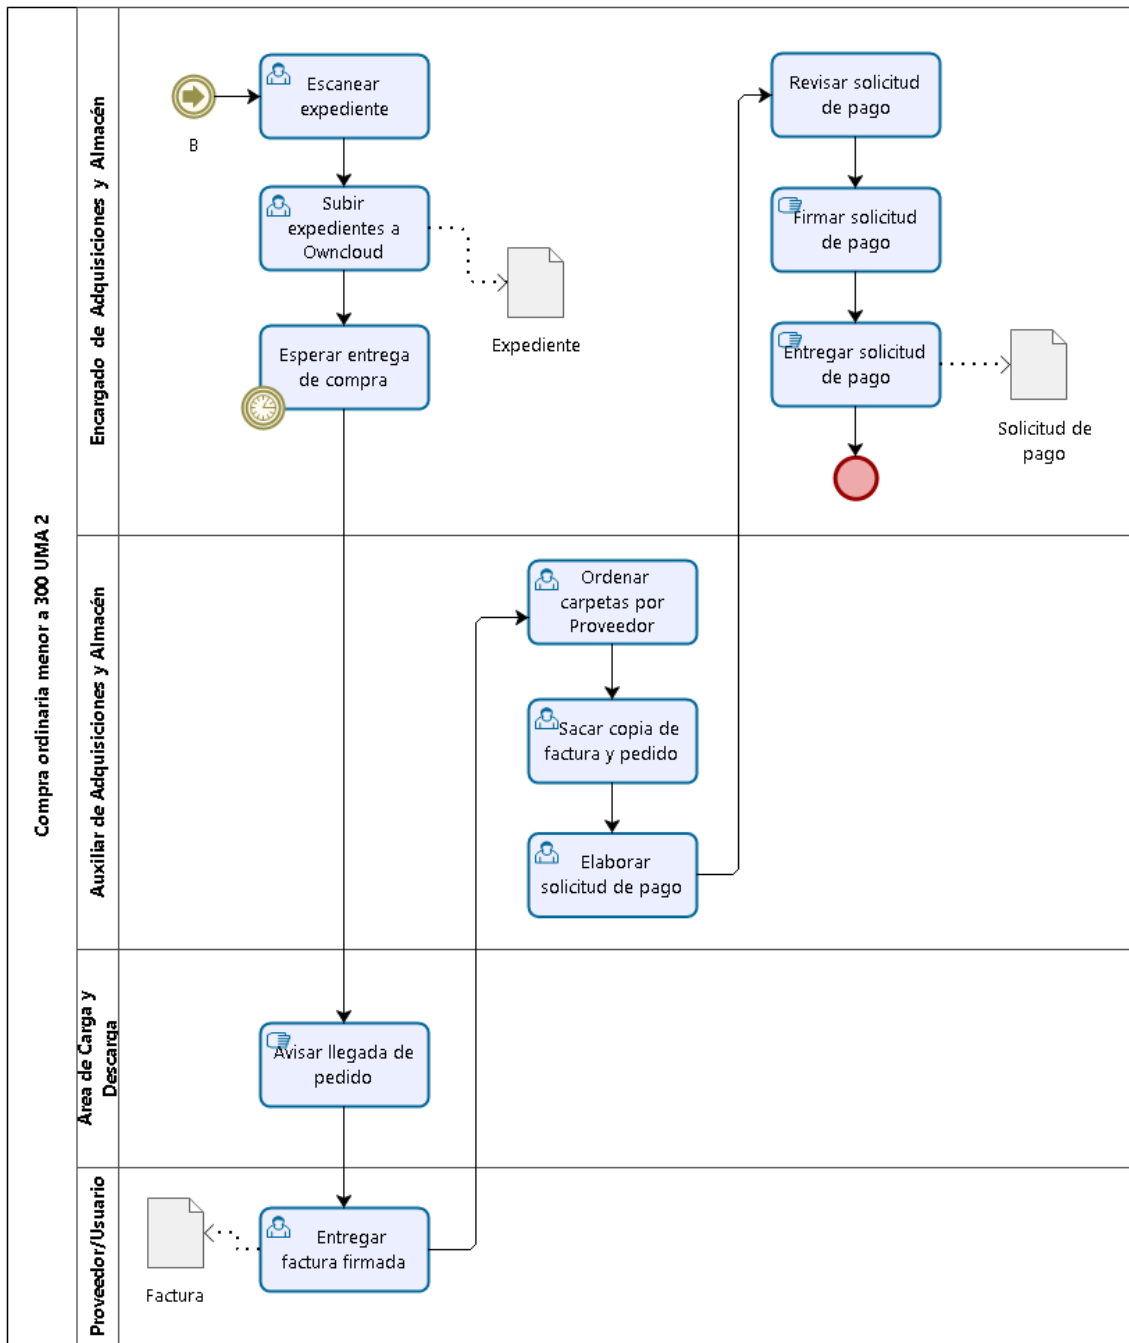 Compra ordinaria menor a 300 UMA 2
Encargado de Adquisiciones y Almacén
B
Escanear
expediente
Subir
expedientes a
Owncloud
Expediente
Esperar entrega
de compra
Revisar solicitud
de pago
Firmar solicitud
de pago
Entregar solicitud
de pago
Solicitud de
pago
Auxiliar de Adquisiciones y Almacén
Ordenar
carpetas por
Proveedor
Sacar copia de
factura y pedido
Elaborar
solicitud de pago
Área de Carga y
Descarga
Avisar llegada de
pedido
Proveedor/Usuario
Entregar
factura firmada
Factura